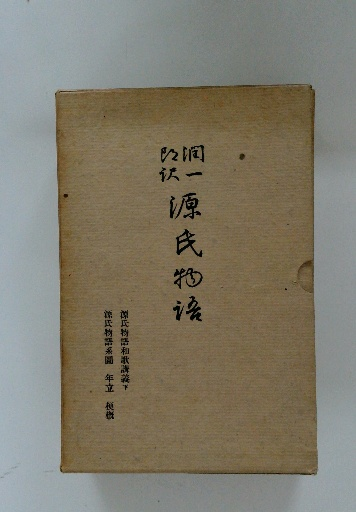 潤一
郎訳
源氏物語
源氏物語和歌講義下
源氏物語系圖 年立 梗概